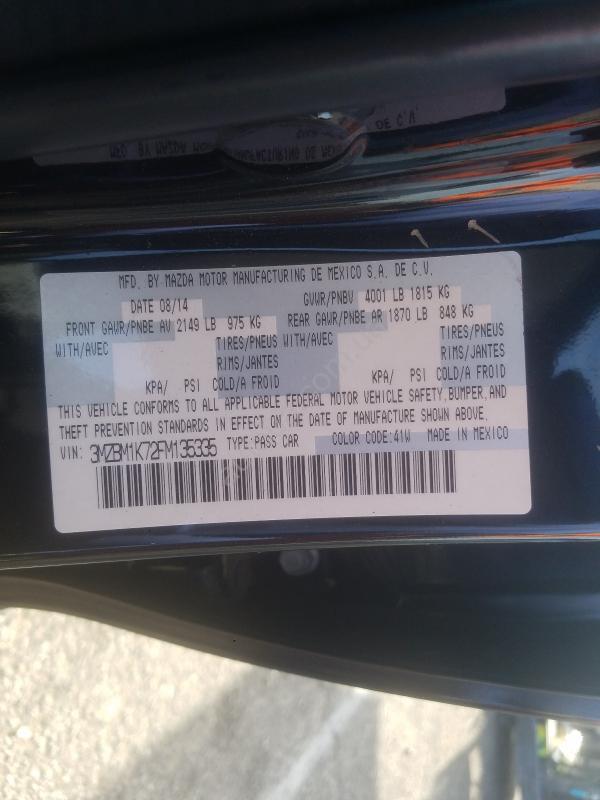 MFD. BY MAZDA MOTOR MANUFACTURING DE MEXICO S.A. DE C.V.
DATE 08/14 GVWR/PNBV 4001 LB 1815 KG
FRONT GAWR/PNBE AV 2149 LB 975 KG REAR GAWR/PNBE AR 1870 LB 848 KG
WITH/AVEC TIRES/PNEUS WITH/AVEC TIRES/PNEUS
RIMS/JANTES RIMS/JANTES
KPA/ PSI COLD/A FROID KPA/ PSI COLD/A FROID
THIS VEHICLE CONFORMS TO ALL APPLICABLE FEDERAL MOTOR VEHICLE SAFETY, BUMPER, AND
THEFT PREVENTION STANDARDS IN EFFECT ON THE DATE OF MANUFACTURE SHOWN ABOVE.
VIN: 3MZBM1K72FM135335 TYPE:PASS CAR COLOR CODE:41W MADE IN MEXICO